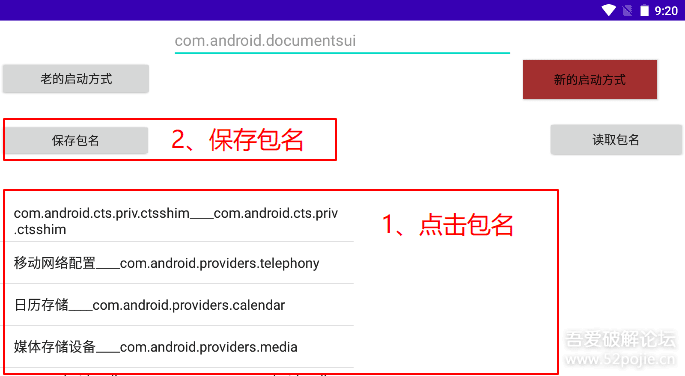 9:20
com.android.documentsui
老的启动方式
新的启动方式
保存包名
2、保存包名
读取包名
com.android.cts.priv.ctsshim____com.android.cts.priv
.ctsshim
1、点击包名
移动网络配置____com.android.providers.telephony
日历存储____com.android.providers.calendar
媒体存储设备____com.android.providers.media
吾爱破解论坛
www.52pojie.cn